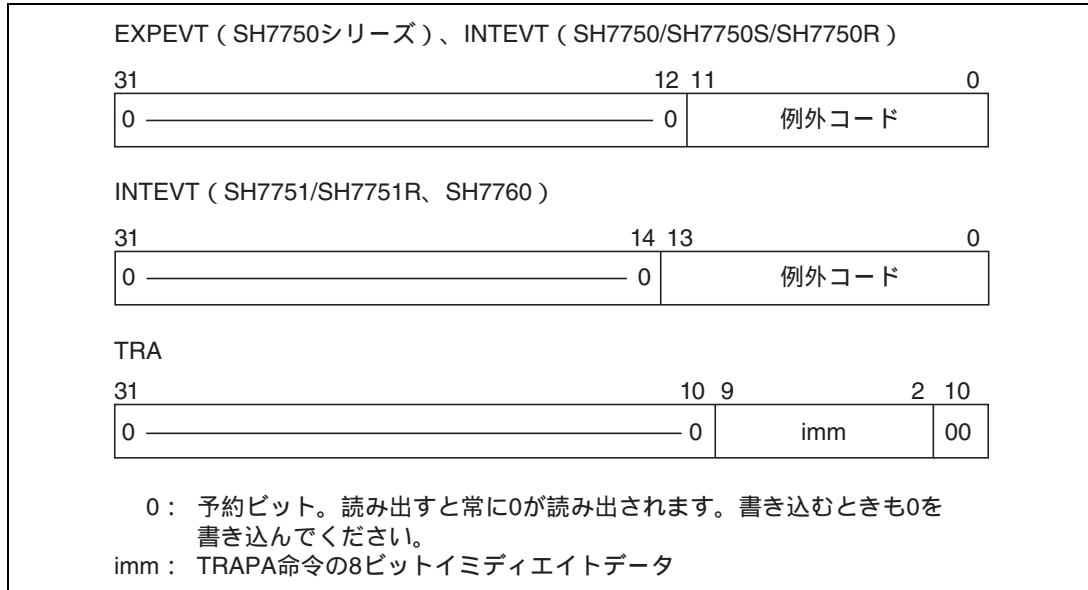 EXPEVT（SH7750シリーズ）、INTEVT（SH7750/SH7750S/SH7750R）
31 12 11 0
0 0 例外コード
INTEVT（SH7751/SH7751R、SH7760）
31 14 13 0
0 0 例外コード
TRA
31 10 9 2 10
0 0 imm 00
0： 予約ビット。読み出すと常に0が読み出されます。書き込むときも0を
書き込んでください。
imm： TRAPA命令の8ビットイミディエイトデータ